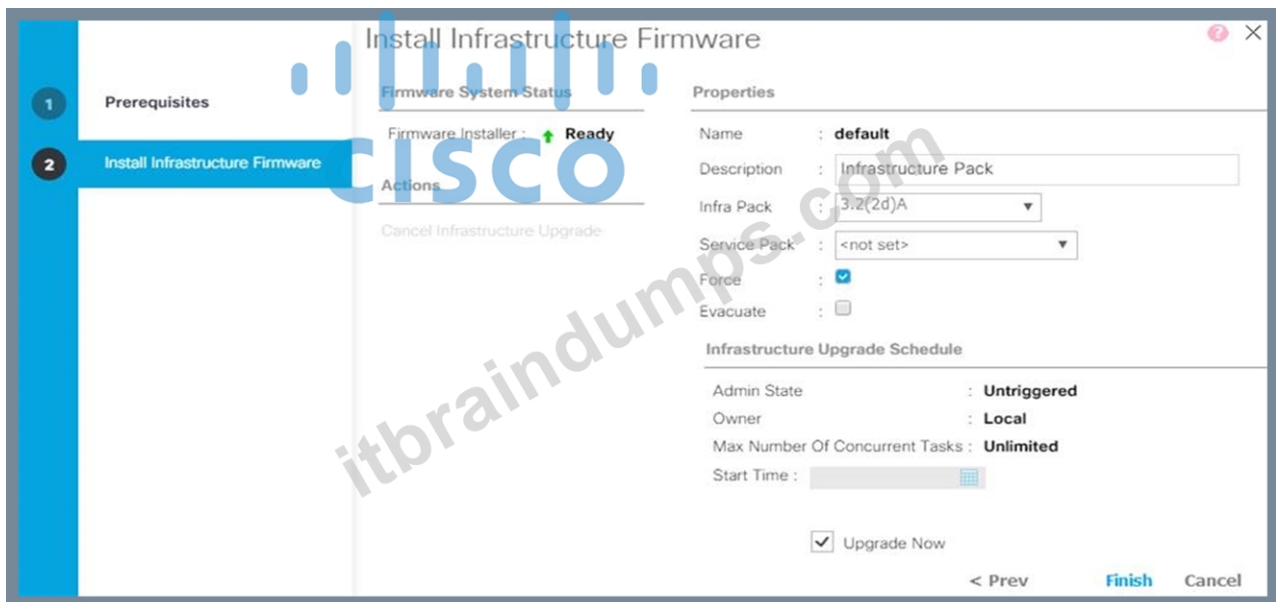 Install Infrastructure Firmware
1 Prerequisites
2 Install Infrastructure Firmware
Firmware System Status
Firmware Installer : Ready
Actions
Cancel Infrastructure Upgrade
Properties
Name : default
Description : Infrastructure Pack
Infra Pack : 3.2(2d)A
Service Pack : <not set>
Force :
Evacuate :
Infrastructure Upgrade Schedule
Admin State : Untriggered
Owner : Local
Max Number Of Concurrent Tasks : Unlimited
Start Time :
Upgrade Now
< Prev Finish Cancel
CISCO
itbraindumps.com
?